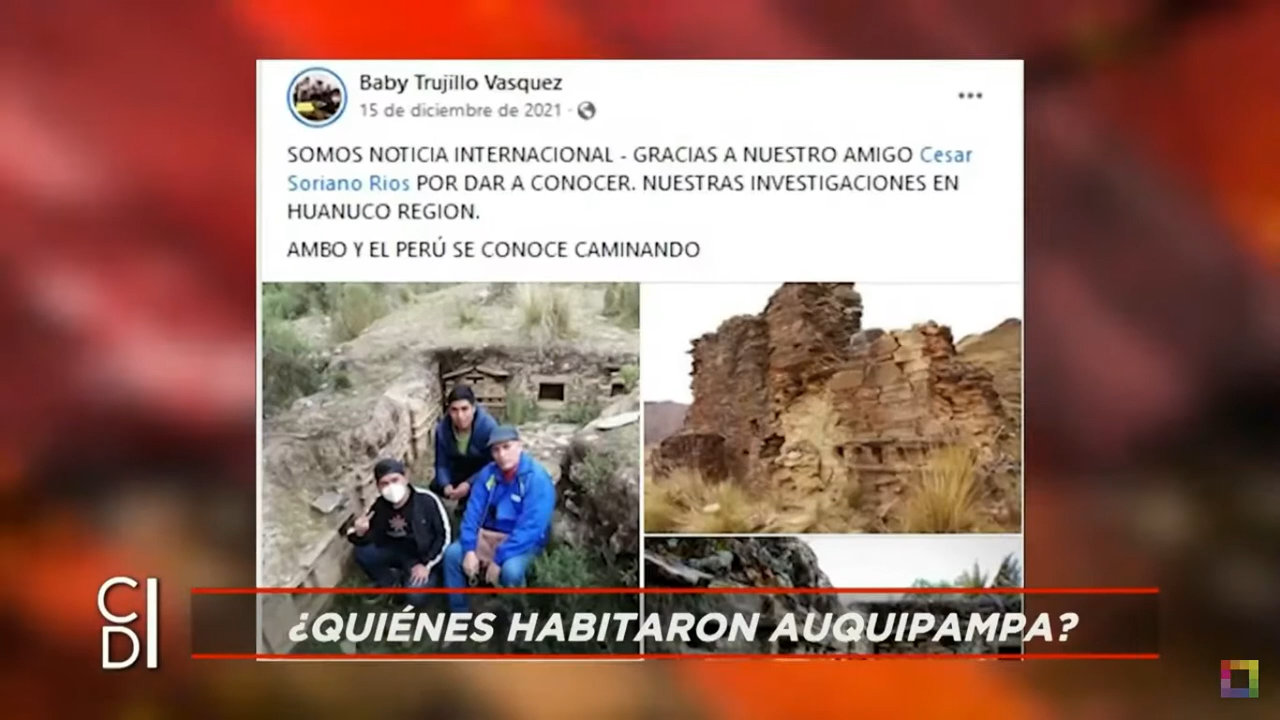 Baby Trujillo Vasquez
15 de diciembre de 2021 ·
SOMOS NOTICIA INTERNACIONAL - GRACIAS A NUESTRO AMIGO Cesar
Soriano Rios POR DAR A CONOCER. NUESTRAS INVESTIGACIONES EN
HUANUCO REGION.
AMBO Y EL PERÚ SE CONOCE CAMINANDO
CD
¿QUIÉNES HABITARON AUQUIPAMPA?